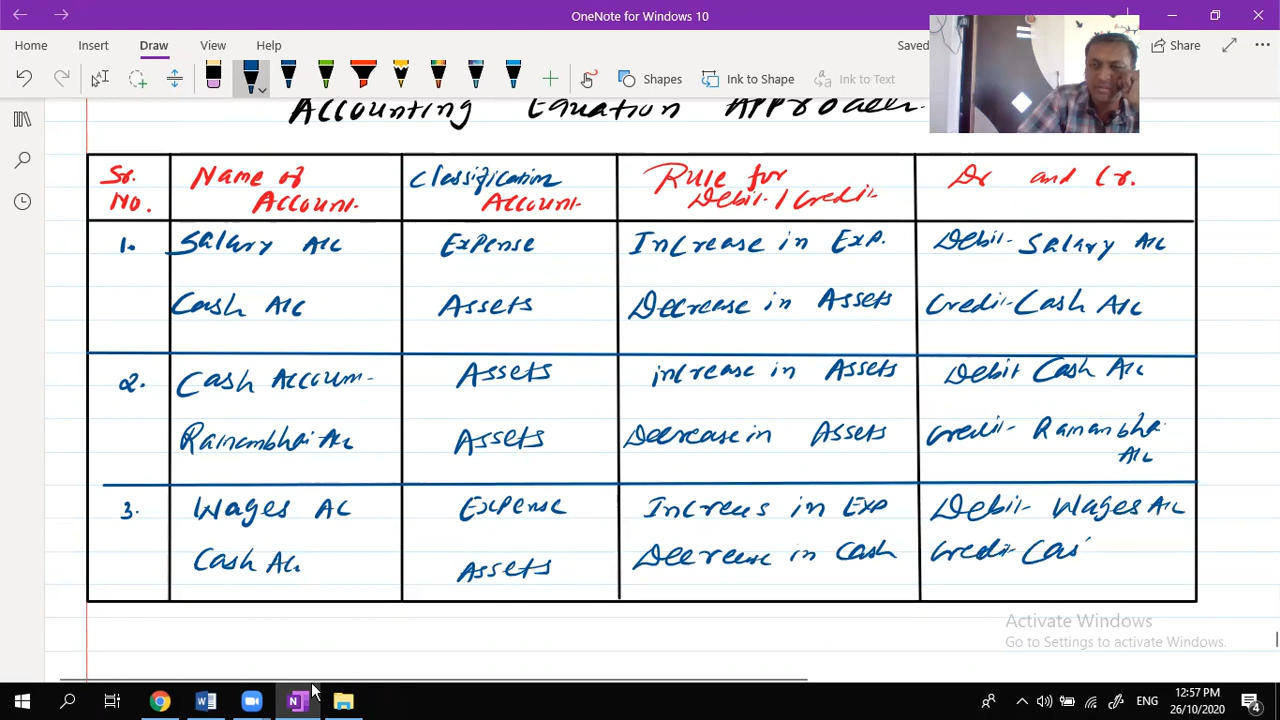 OneNote for Windows 10
Home Insert Draw View Help Saved Share
Shapes Ink to Shape Ink to Text
Accounting Equation Approach.
Sr. No. Name of Account. Classification Account. Rule for Debit / Credit Dr and Cr.
1. Salary A/c Expense Increase in Exp. Debit Salary A/c
Cash A/c Assets Decrease in Assets Credit Cash A/c
2. Cash Account Assets increase in Assets Debit Cash A/c
Ramanbhai A/c Assets Decrease in Assets Credit Ramanbhai A/c
3. Wages AC Expense Increus in Exp Debit Wages A/c
Cash A/c Assets Decrease in Cash Credit Cas
Activate Windows
Go to Settings to activate Windows.
ENG 12:57 PM
26/10/2020 4